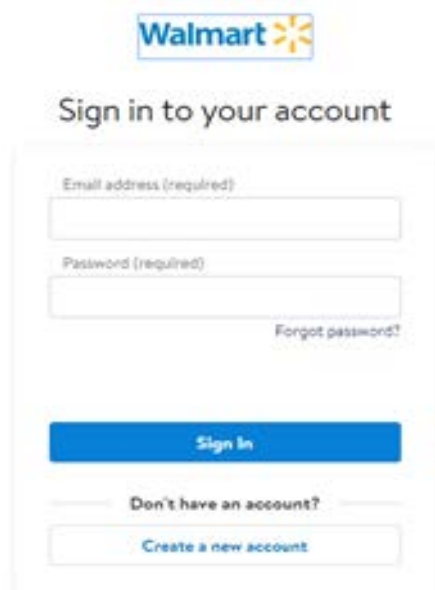 Walmart
Sign in to your account
Email address (required)
Password (required)
Forgot password?
Sign In
Don't have an account?
Create a new account